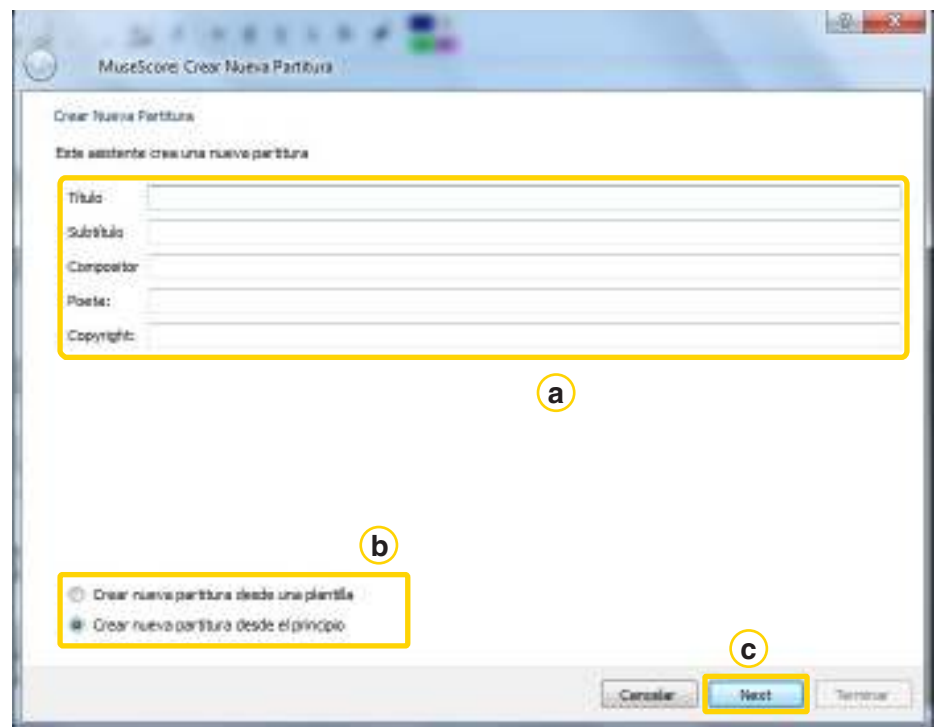 MuseScore: Crear Nueva Partitura
Crear Nueva Partitura
Este asistente crea una nueva partitura
Título
Subtítulo
Compositor
Poeta:
Copyright:
a
b
Crear nueva partitura desde una plantilla
Crear nueva partitura desde el principio
c
Cancelar Next Terminar